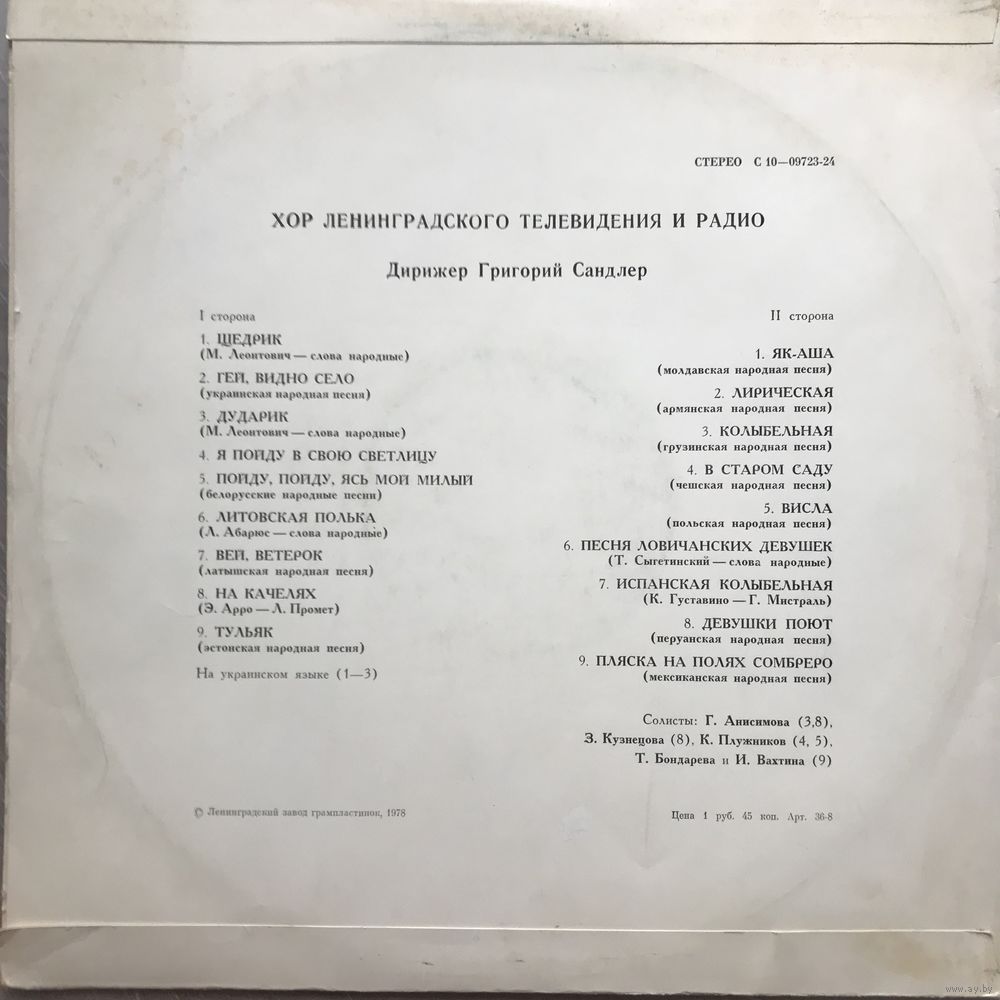 СТЕРЕО С 10—09723-24
ХОР ЛЕНИНГРАДСКОГО ТЕЛЕВИДЕНИЯ И РАДИО
Дирижер Григорий Сандлер
I сторона
1. ЩЕДРИК
(М. Леонтович — слова народные)
2. ГЕЙ, ВИДНО СЕЛО
(украинская народная песня)
3. ДУДАРИК
(М. Леонтович — слова народные)
4. Я ПОЙДУ В СВОЮ СВЕТЛИЦУ
5. ПОЙДУ, ПОЙДУ, ЯСЬ МОЙ МИЛЫЙ
(белорусские народные песни)
6. ЛИТОВСКАЯ ПОЛЬКА
(Л. Абарюс — слова народные)
7. ВЕЙ, ВЕТЕРОК
(латышская народная песня)
8. НА КАЧЕЛЯХ
(Э. Арро — Л. Промет)
9. ТУЛЬЯК
(эстонская народная песня)
На украинском языке (1—3)
II сторона
1. ЯК-АША
(молдавская народная песня)
2. ЛИРИЧЕСКАЯ
(армянская народная песня)
3. КОЛЫБЕЛЬНАЯ
(грузинская народная песня)
4. В СТАРОМ САДУ
(чешская народная песня)
5. ВИСЛА
(польская народная песня)
6. ПЕСНЯ ЛОВИЧАНСКИХ ДЕВУШЕК
(Т. Сыгетинский — слова народные)
7. ИСПАНСКАЯ КОЛЫБЕЛЬНАЯ
(К. Густавино — Г. Мистраль)
8. ДЕВУШКИ ПОЮТ
(перуанская народная песня)
9. ПЛЯСКА НА ПОЛЯХ СОМБРЕРО
(мексиканская народная песня)
Солисты: Г. Анисимова (3,8),
З. Кузнецова (8), К. Плужников (4, 5),
Т. Бондарева и И. Вахтина (9)
© Ленинградский завод грампластинок, 1978
Цена 1 руб. 45 коп. Арт. 36-8
www.ay.by